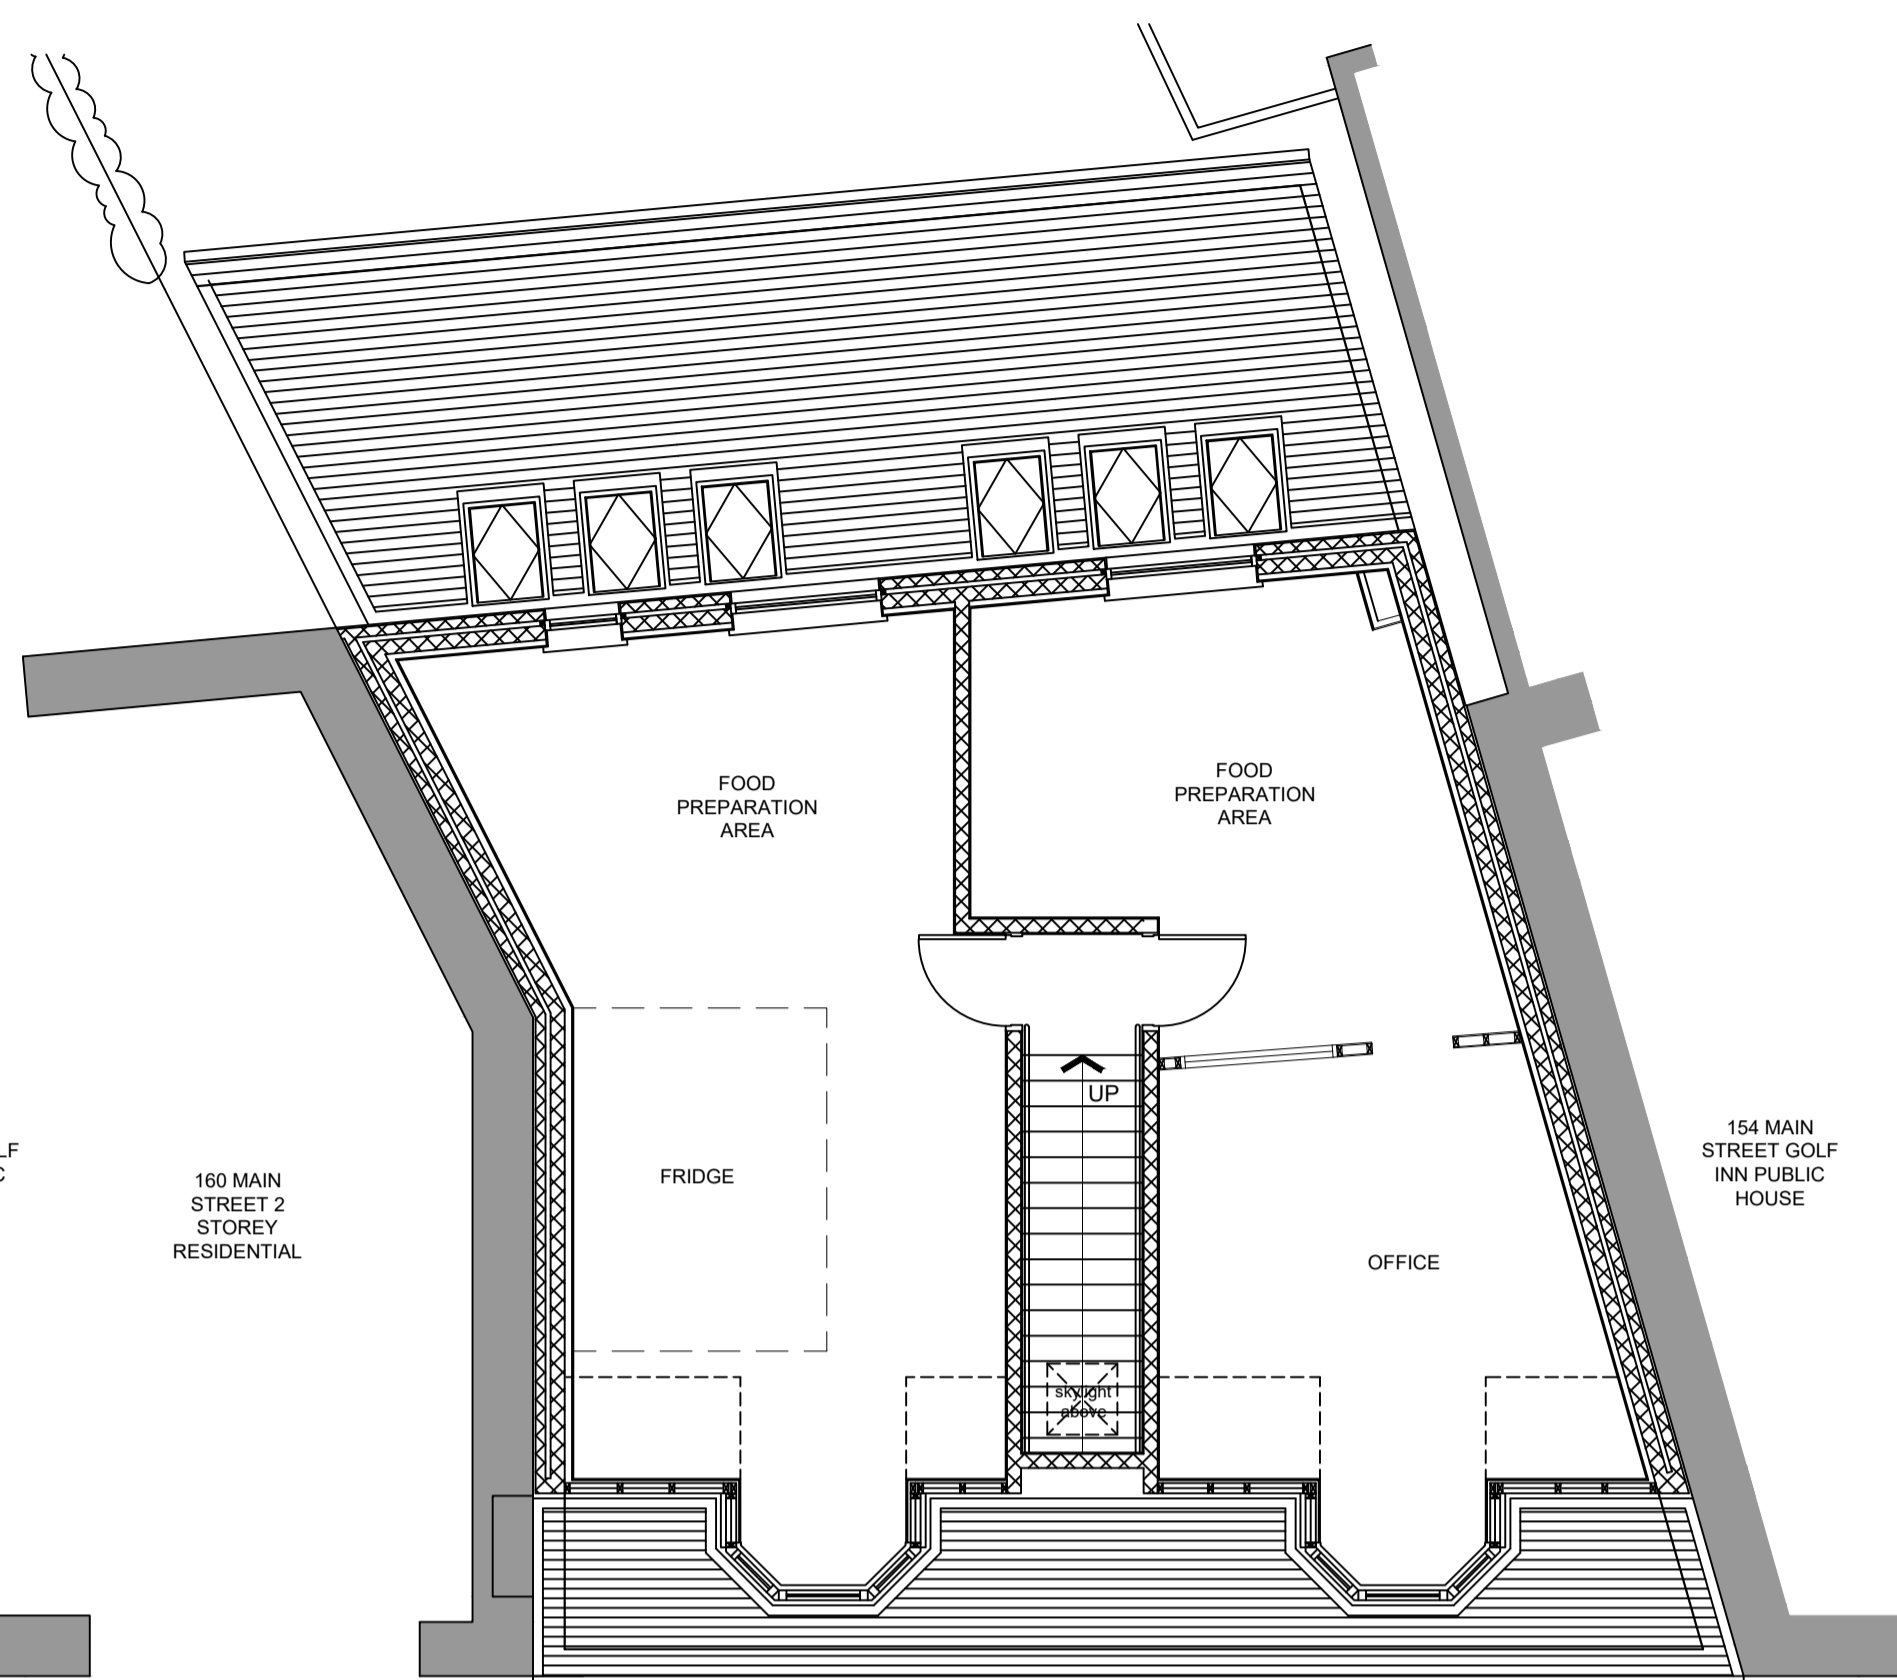 FOOD
PREPARATION
AREA
FOOD
PREPARATION
AREA
UP
FRIDGE
OFFICE
skylight
above
LF
C
160 MAIN
STREET 2
STOREY
RESIDENTIAL
154 MAIN
STREET GOLF
INN PUBLIC
HOUSE